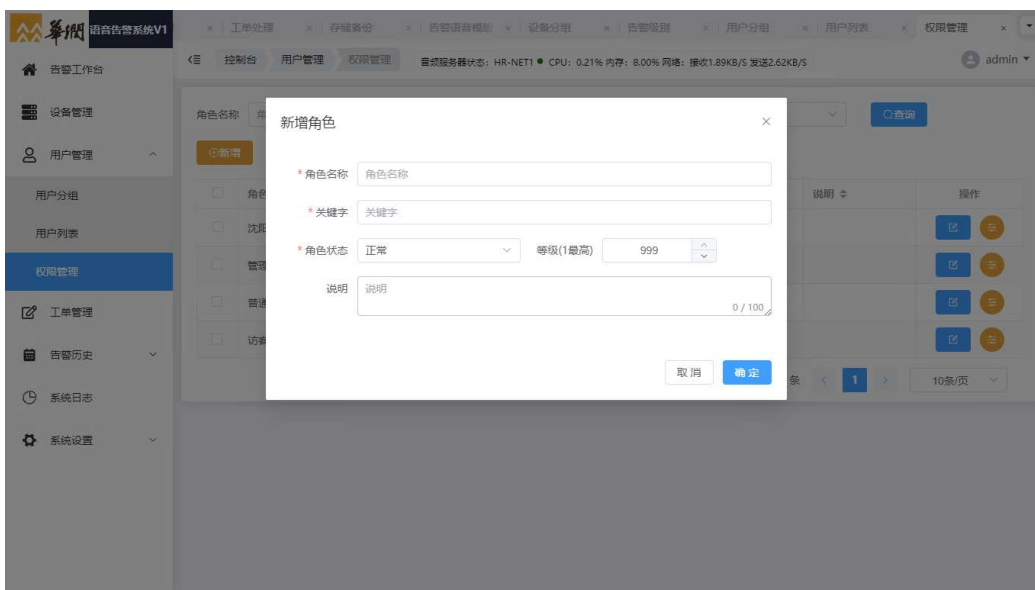 華润 语音告警系统V1
工单处理 存储备份 告警语音模板 设备分组 告警级别 用户分组 用户列表 权限管理
控制台 用户管理 权限管理 音频服务器状态：HR-NET1 CPU：0.21% 内存：8.00% 网络：接收1.89KB/S 发送2.62KB/S admin
告警工作台
设备管理
用户管理
用户分组
用户列表
权限管理
工单管理
告警历史
系统日志
系统设置
角色名称 查询
新增
说明 操作
新增角色
* 角色名称 角色名称
* 关键字 关键字
* 角色状态 正常 等级(1最高) 999
说明 说明
0 / 100
取消 确定
条 1 10条/页